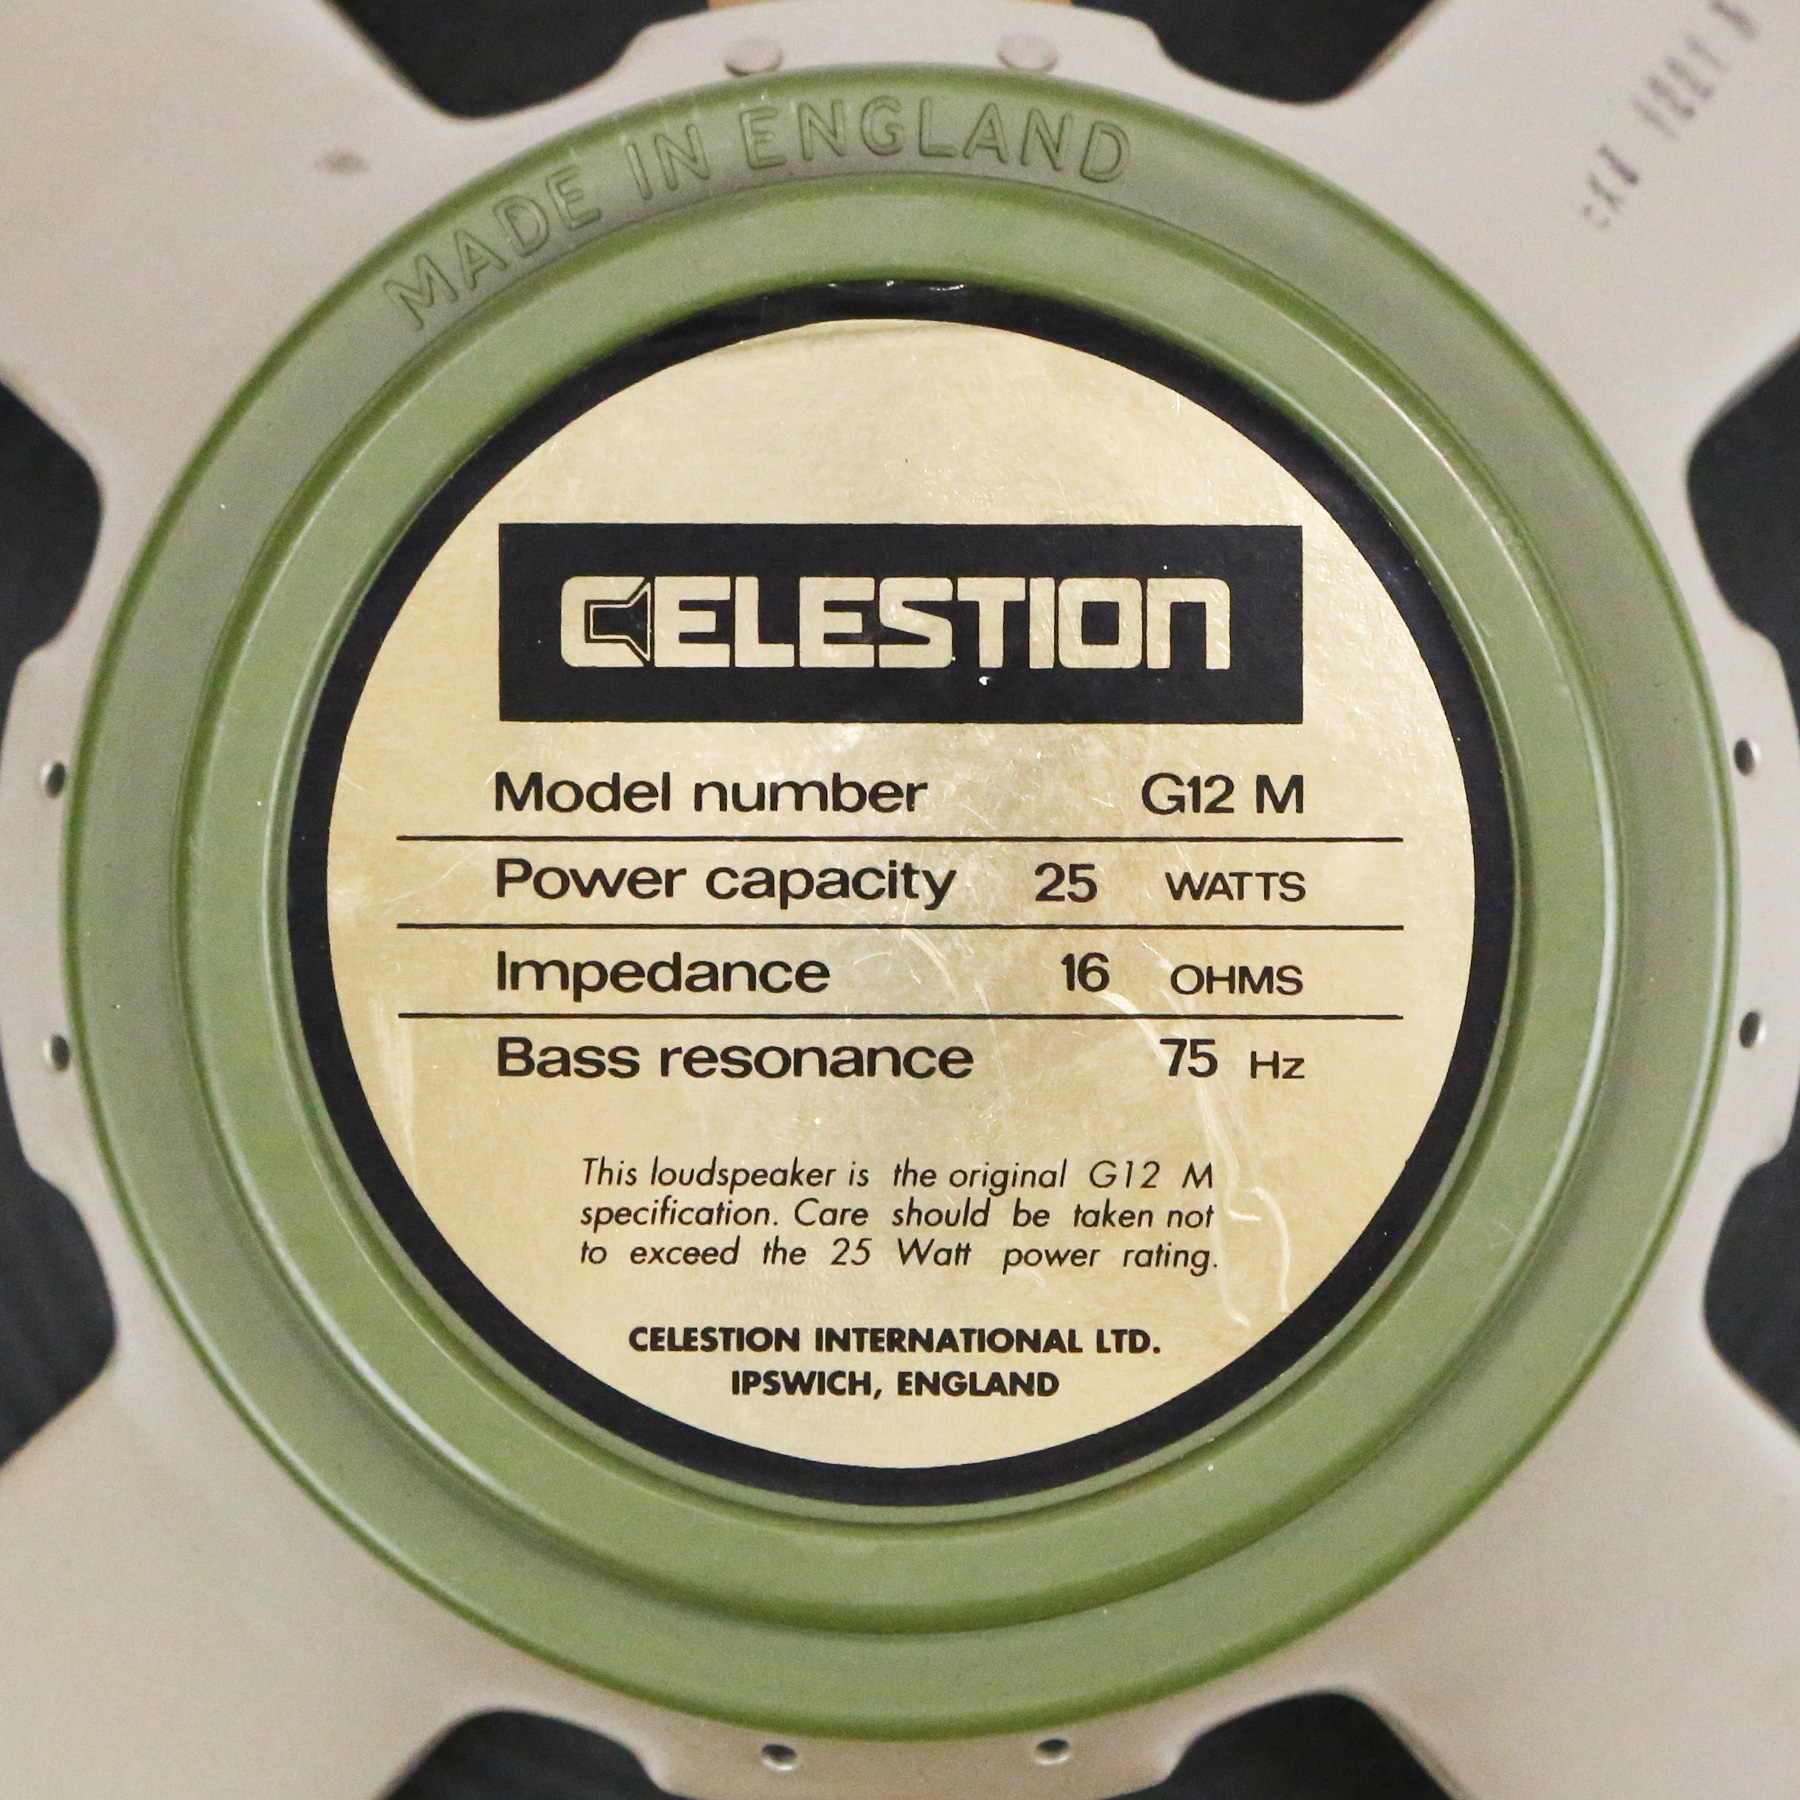 MADE IN ENGLAND
CELESTION
Model number G12 M
Power capacity 25 WATTS
Impedance 16 OHMS
Bass resonance 75 Hz
This loudspeaker is the original G12 M
specification. Care should be taken not
to exceed the 25 Watt power rating.
CELESTION INTERNATIONAL LTD.
IPSWICH, ENGLAND